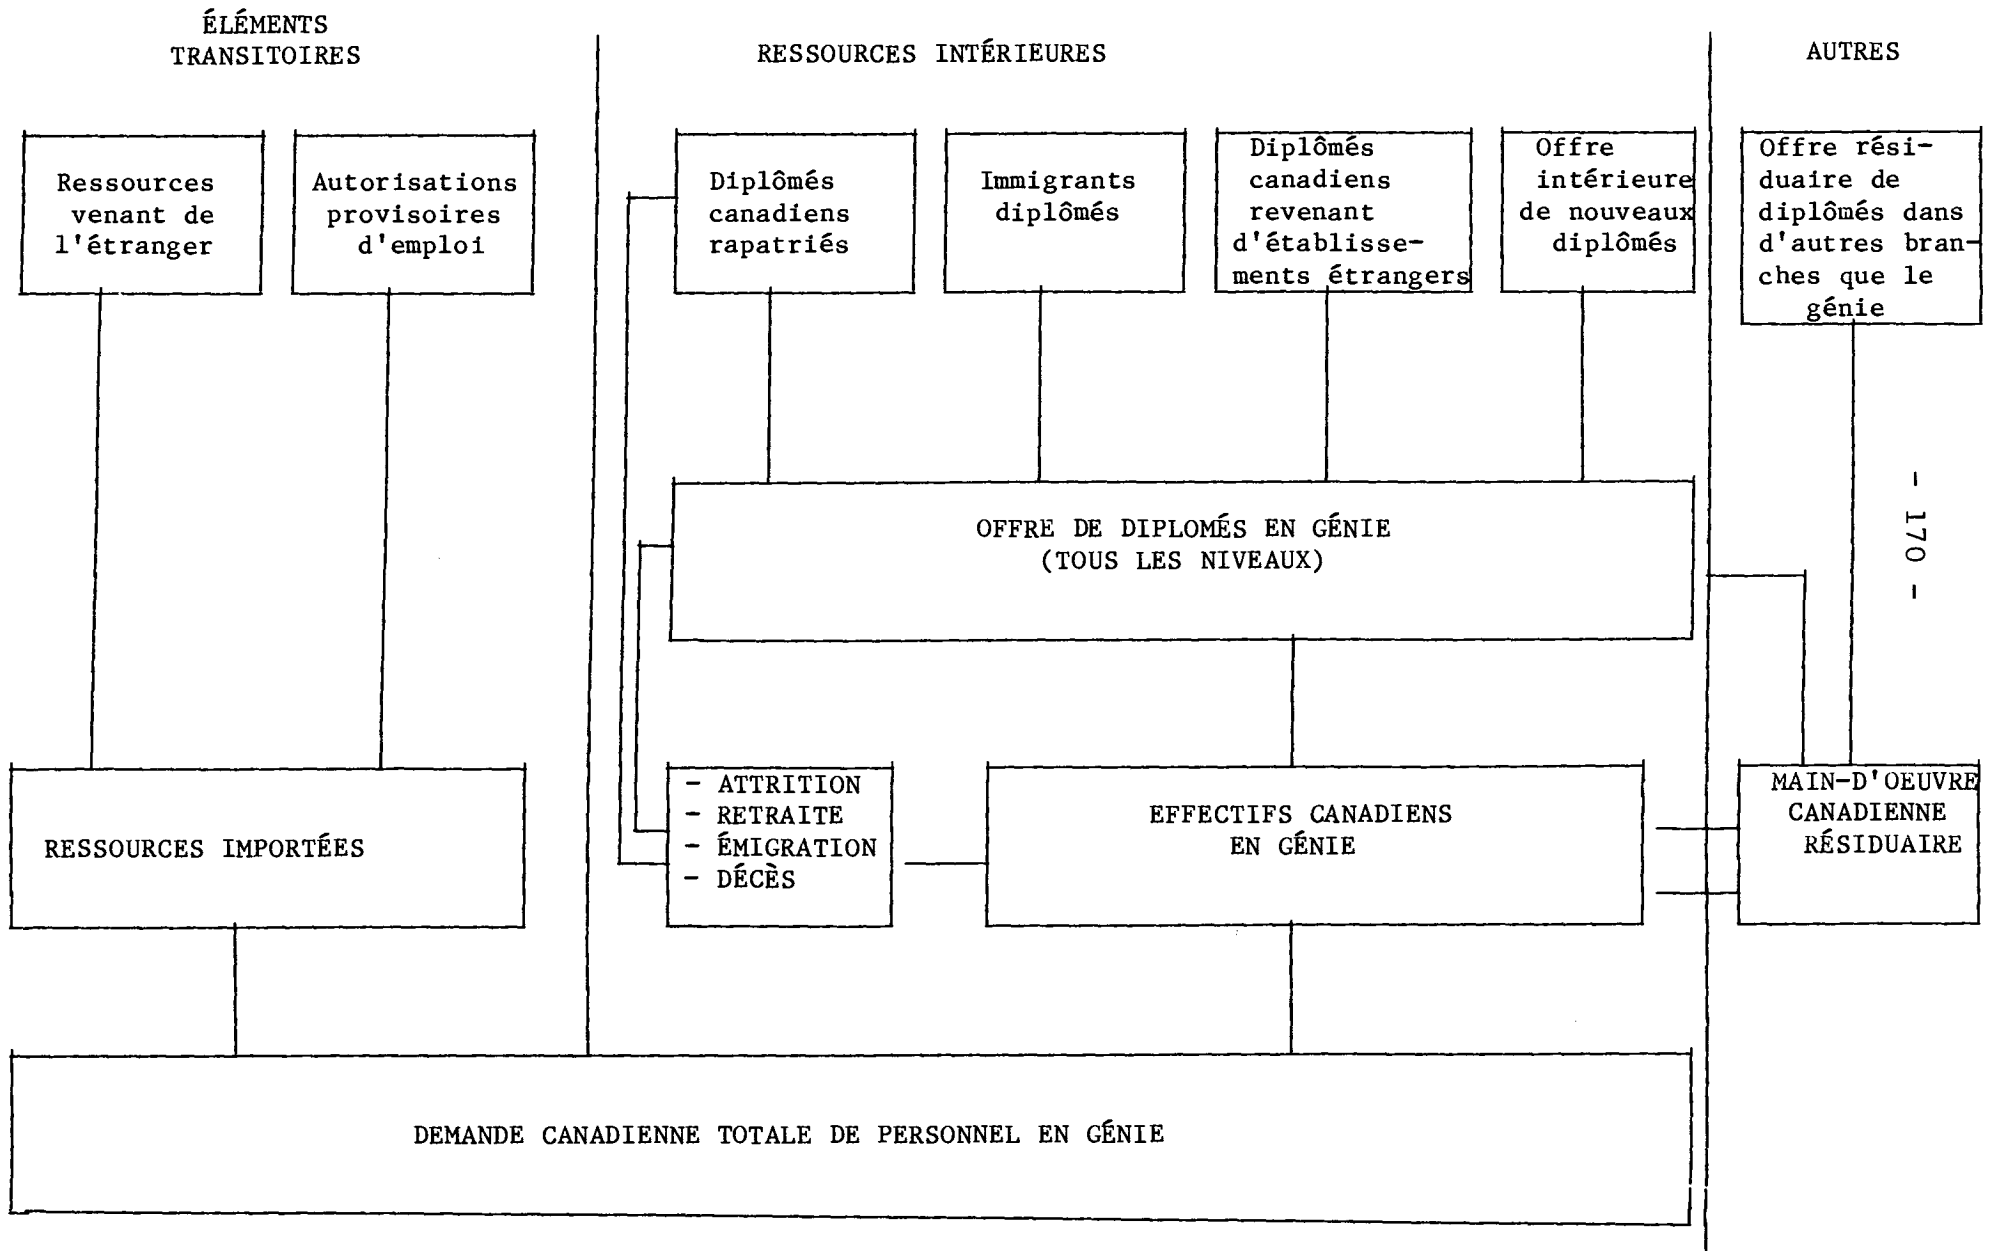 ÉLÉMENTS
TRANSITOIRES
RESSOURCES INTÉRIEURES
AUTRES
Ressources
venant de
l'étranger
Autorisations
provisoires
d'emploi
Diplômés
canadiens
rapatriés
Immigrants
diplômés
Diplômés
canadiens
revenant
d'établisse-
ments étrangers
Offre
intérieure
de nouveaux
diplômés
Offre rési-
duaire de
diplômés dans
d'autres bran-
ches que le
génie
OFFRE DE DIPLOMÉS EN GÉNIE
(TOUS LES NIVEAUX)
- 170 -
RESSOURCES IMPORTÉES
- ATTRITION
- RETRAITE
- ÉMIGRATION
- DÉCÈS
EFFECTIFS CANADIENS
EN GÉNIE
MAIN-D'OEUVRE
CANADIENNE
RÉSIDUAIRE
DEMANDE CANADIENNE TOTALE DE PERSONNEL EN GÉNIE